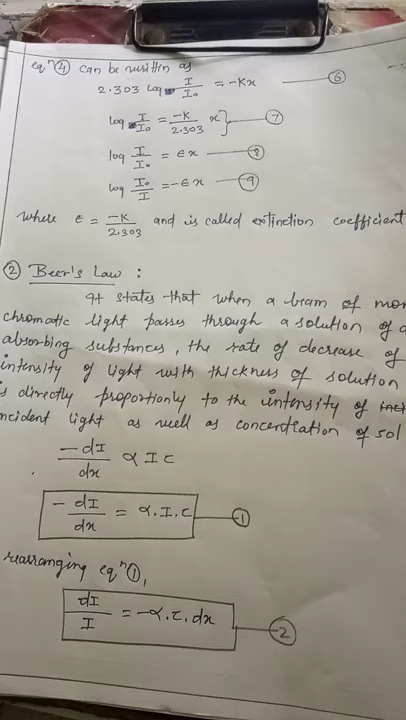 eqⁿ (4) can be written as
2.303 log I/I₀ = -Kx — (6)
log I/I₀ = -K/2.303 x} — (7)
log I/I₀ = ϵx — (8)
log I₀/I = -ϵx — (9)
where ϵ = -K/2.303 and is called extinction coefficient
(2) Beer's Law :
It states that when a beam of mon
chromatic light passes through a solution of a
absorbing substances, the rate of decrease of
intensity of light with thickness of solution
is directly proportionly to the intensity of
ncident light as well as concentration of sol
-dI/dx α I c
-dI/dx = α.I.c — (1)
rearranging eqⁿ (1),
dI/I = -α.c.dx — (2)